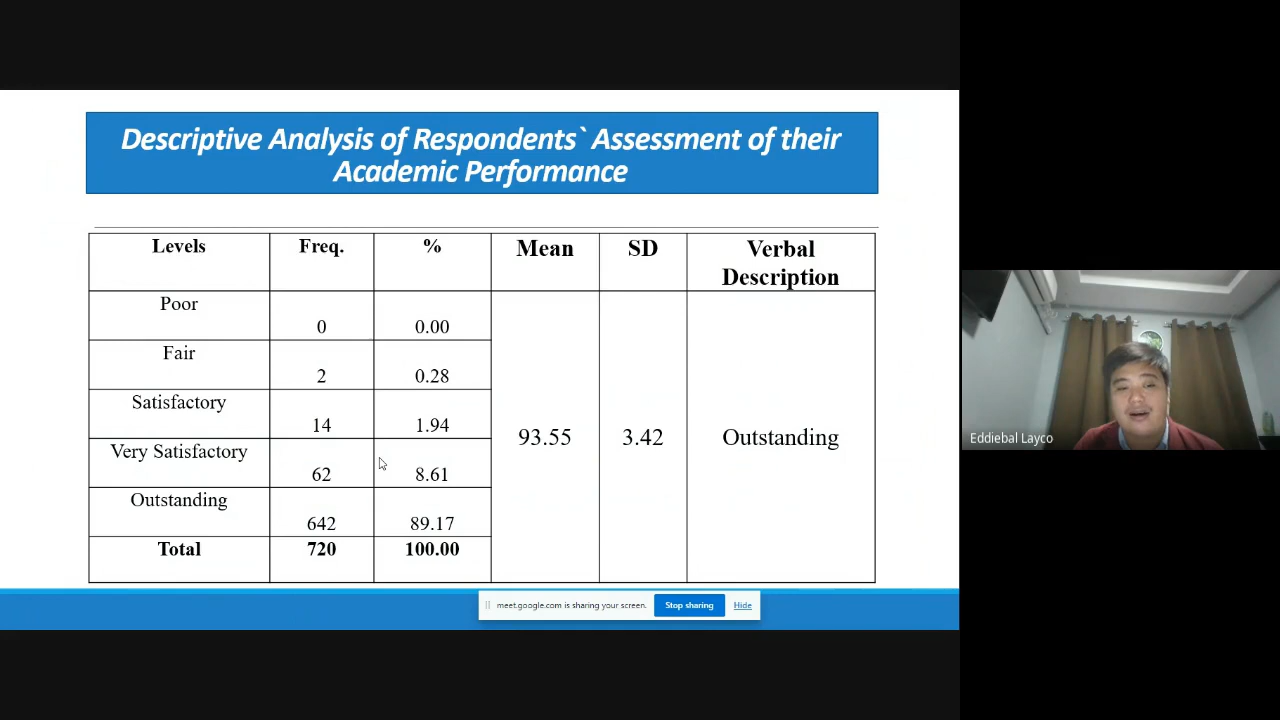 Descriptive Analysis of Respondents` Assessment of their
Academic Performance
Levels Freq. % Mean SD Verbal
Description
Poor
0 0.00
Fair
2 0.28
Satisfactory
14 1.94
93.55 3.42 Outstanding
Very Satisfactory
62 8.61
Outstanding
642 89.17
Total 720 100.00
meet.google.com is sharing your screen. Stop sharing Hide
Eddiebal Layco